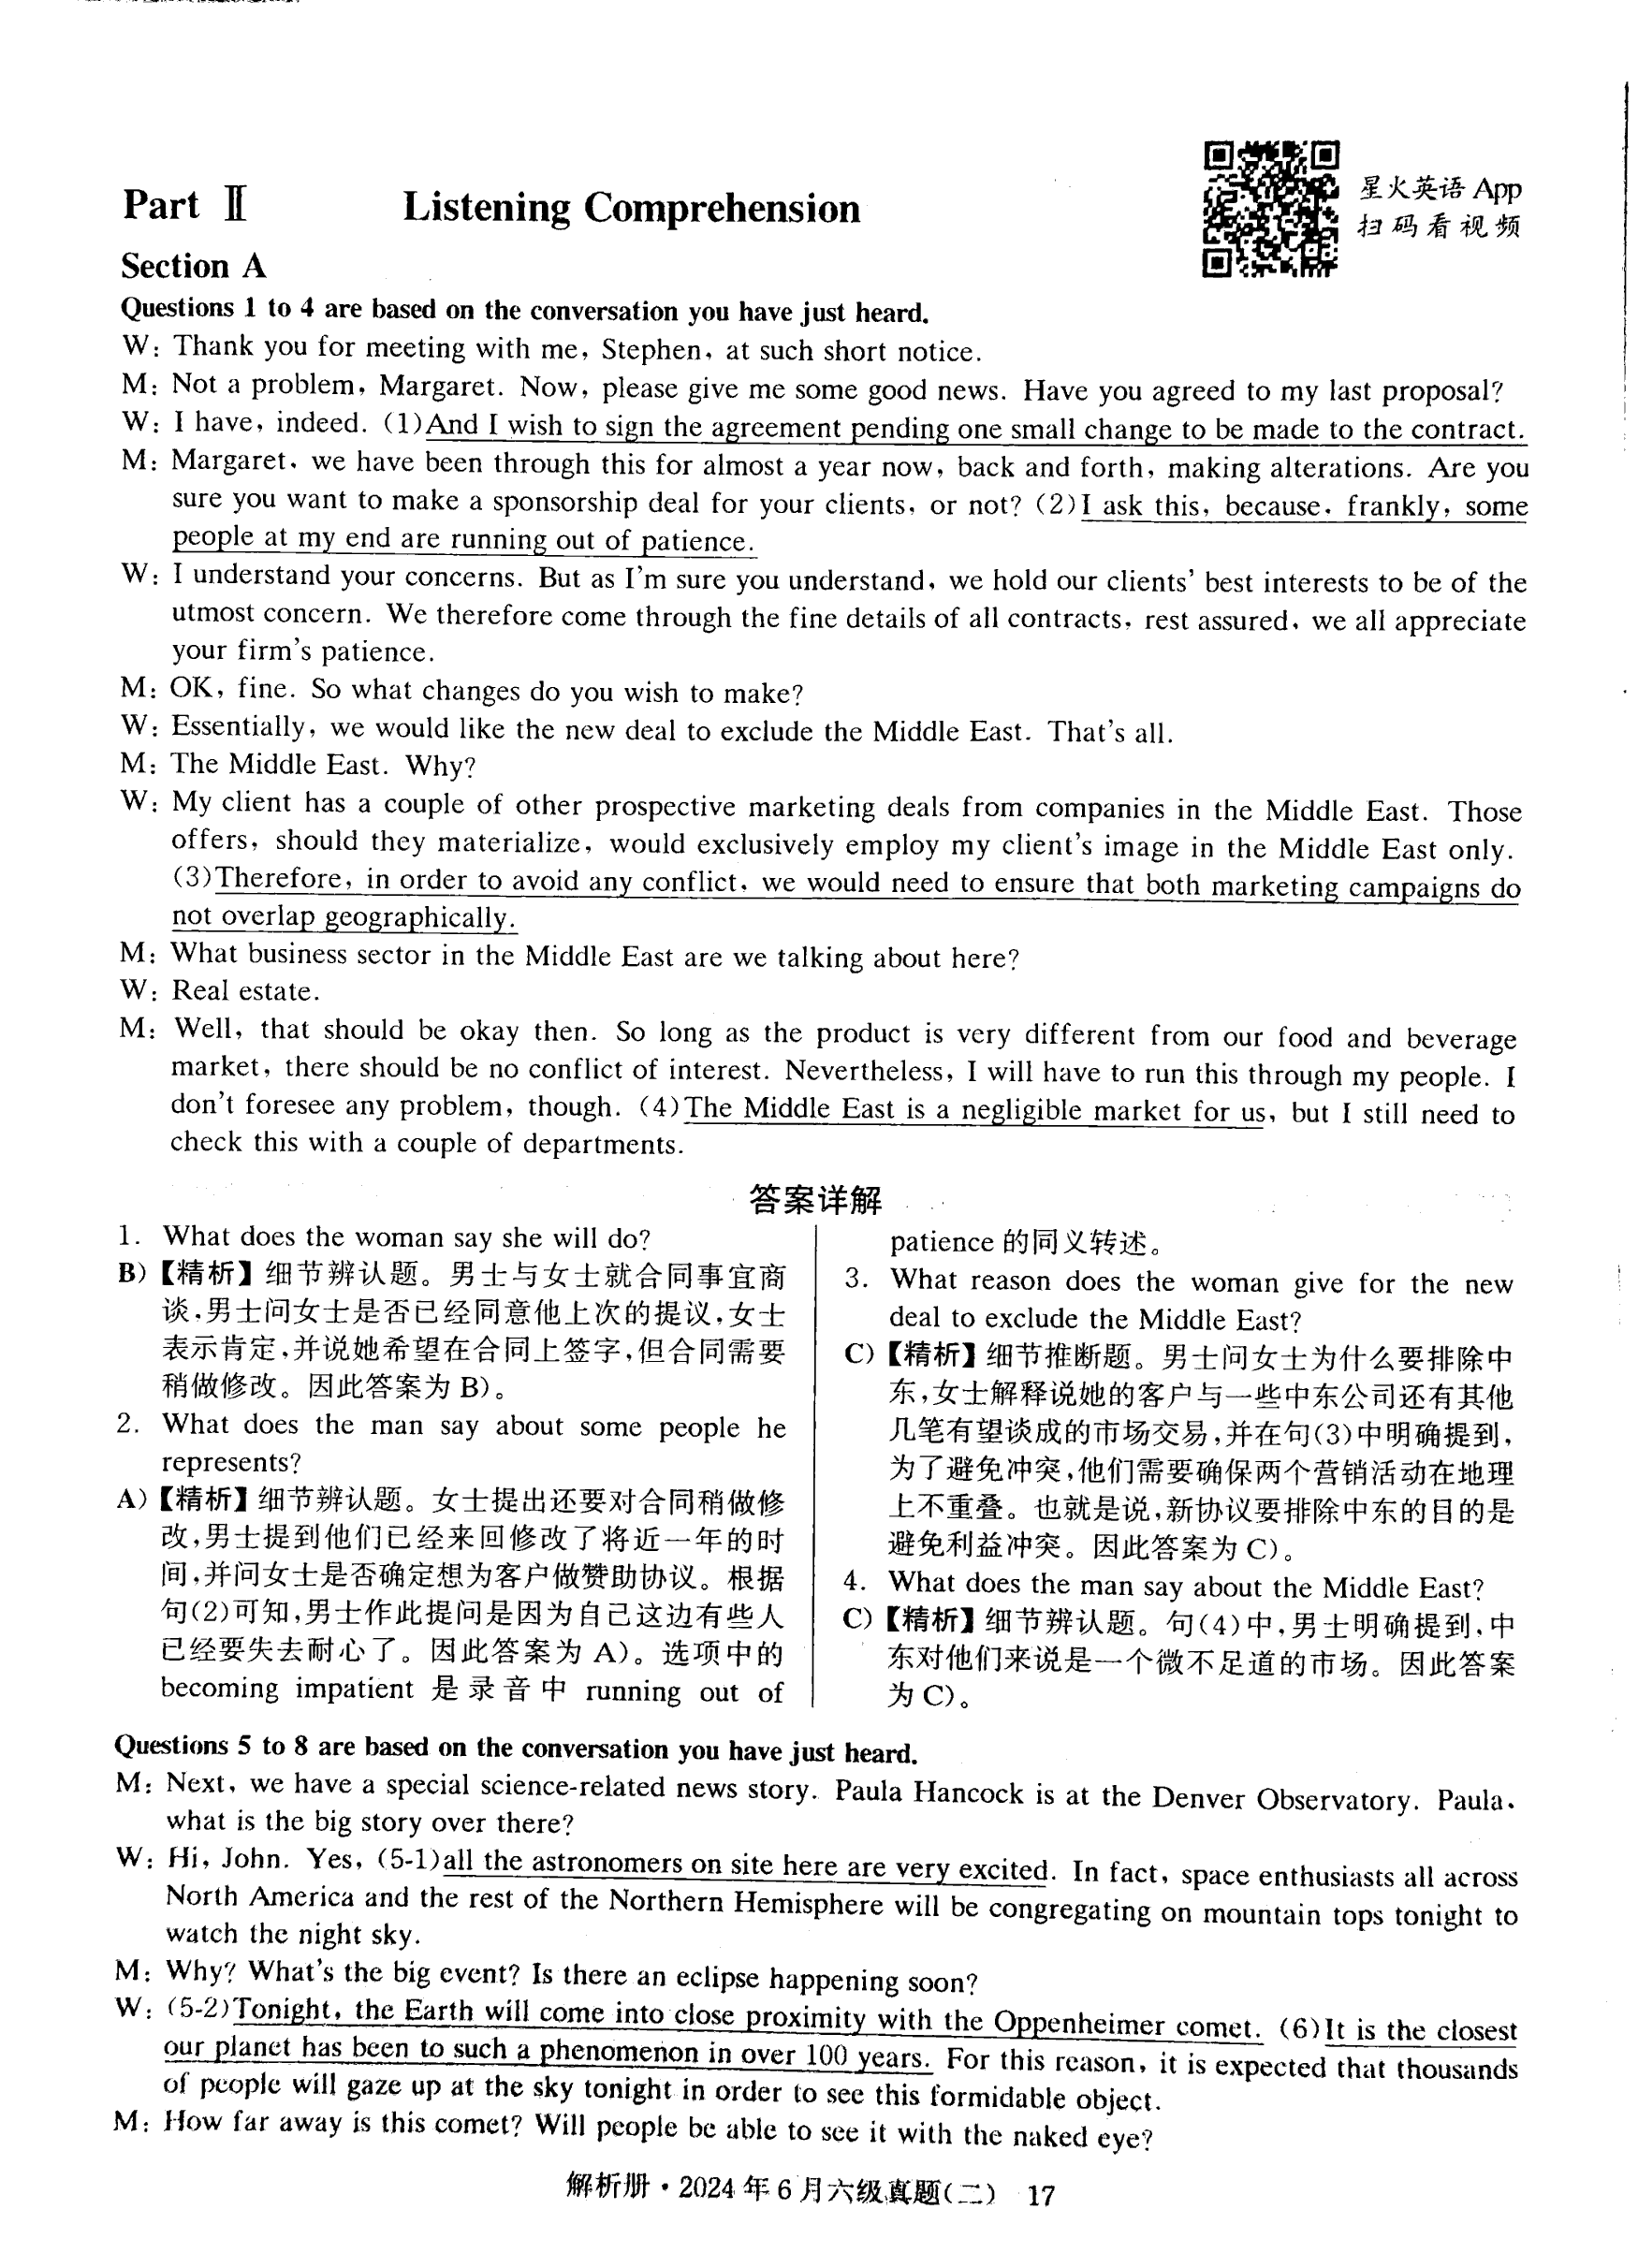 Part Ⅱ Listening Comprehension
星火英语 App
扫码看视频
Section A
Questions 1 to 4 are based on the conversation you have just heard.
W: Thank you for meeting with me, Stephen, at such short notice.
M: Not a problem, Margaret. Now, please give me some good news. Have you agreed to my last proposal?
W: I have, indeed. (1)And I wish to sign the agreement pending one small change to be made to the contract.
M: Margaret, we have been through this for almost a year now, back and forth, making alterations. Are you
sure you want to make a sponsorship deal for your clients, or not? (2)I ask this, because, frankly, some
people at my end are running out of patience.
W: I understand your concerns. But as I'm sure you understand, we hold our clients' best interests to be of the
utmost concern. We therefore come through the fine details of all contracts, rest assured, we all appreciate
your firm's patience.
M: OK, fine. So what changes do you wish to make?
W: Essentially, we would like the new deal to exclude the Middle East. That's all.
M: The Middle East. Why?
W: My client has a couple of other prospective marketing deals from companies in the Middle East. Those
offers, should they materialize, would exclusively employ my client's image in the Middle East only.
(3)Therefore, in order to avoid any conflict, we would need to ensure that both marketing campaigns do
not overlap geographically.
M: What business sector in the Middle East are we talking about here?
W: Real estate.
M: Well, that should be okay then. So long as the product is very different from our food and beverage
market, there should be no conflict of interest. Nevertheless, I will have to run this through my people. I
don't foresee any problem, though. (4)The Middle East is a negligible market for us, but I still need to
check this with a couple of departments.
答案详解
1. What does the woman say she will do?
B)【精析】细节辨认题。男士与女士就合同事宜商
谈,男士问女士是否已经同意他上次的提议,女士
表示肯定,并说她希望在合同上签字,但合同需要
稍做修改。因此答案为 B)。
2. What does the man say about some people he
represents?
A)【精析】细节辨认题。女士提出还要对合同稍做修
改,男士提到他们已经来回修改了将近一年的时
间,并问女士是否确定想为客户做赞助协议。根据
句(2)可知,男士作此提问是因为自己这边有些人
已经要失去耐心了。因此答案为 A)。选项中的
becoming impatient 是录音中 running out of
patience 的同义转述。
3. What reason does the woman give for the new
deal to exclude the Middle East?
C)【精析】细节推断题。男士问女士为什么要排除中
东,女士解释说她的客户与一些中东公司还有其他
几笔有望谈成的市场交易,并在句(3)中明确提到,
为了避免冲突,他们需要确保两个营销活动在地理
上不重叠。也就是说,新协议要排除中东的目的是
避免利益冲突。因此答案为 C)。
4. What does the man say about the Middle East?
C)【精析】细节辨认题。句(4)中,男士明确提到,中
东对他们来说是一个微不足道的市场。因此答案
为 C)。
Questions 5 to 8 are based on the conversation you have just heard.
M: Next, we have a special science-related news story. Paula Hancock is at the Denver Observatory. Paula,
what is the big story over there?
W: Hi, John. Yes, (5-1)all the astronomers on site here are very excited. In fact, space enthusiasts all across
North America and the rest of the Northern Hemisphere will be congregating on mountain tops tonight to
watch the night sky.
M: Why? What's the big event? Is there an eclipse happening soon?
W: (5-2)Tonight, the Earth will come into close proximity with the Oppenheimer comet. (6)It is the closest
our planet has been to such a phenomenon in over 100 years. For this reason, it is expected that thousands
of people will gaze up at the sky tonight in order to see this formidable object.
M: How far away is this comet? Will people be able to see it with the naked eye?
解析册·2024年6月六级真题(二) 17